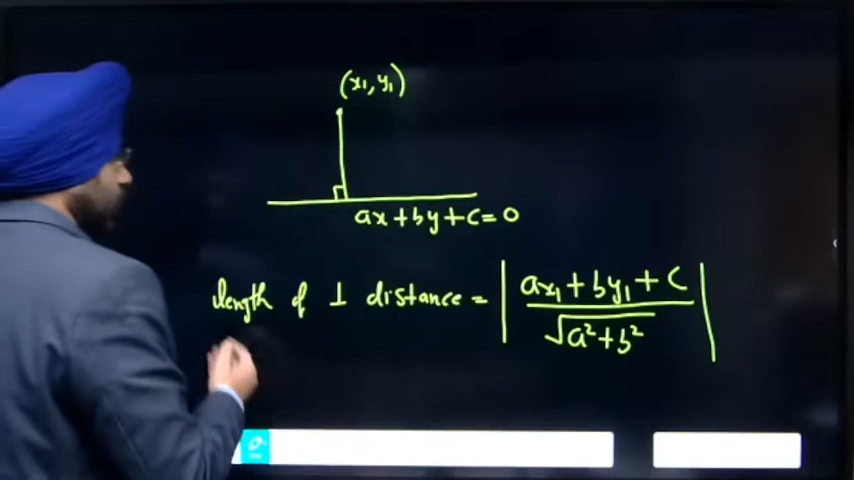 (x₁, y₁)
ax+by+c=0
length of ⊥ distance = | ax₁+by₁+c / √a²+b² |